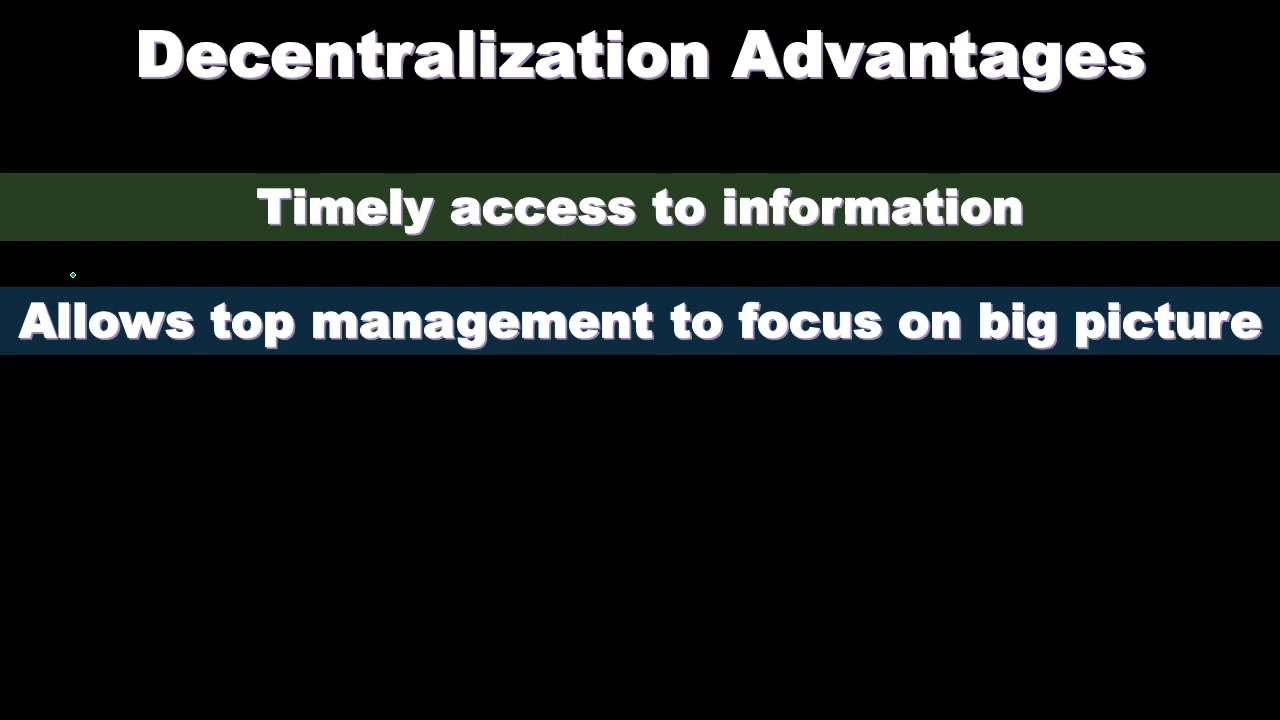 Decentralization Advantages
Timely access to information
Allows top management to focus on big picture